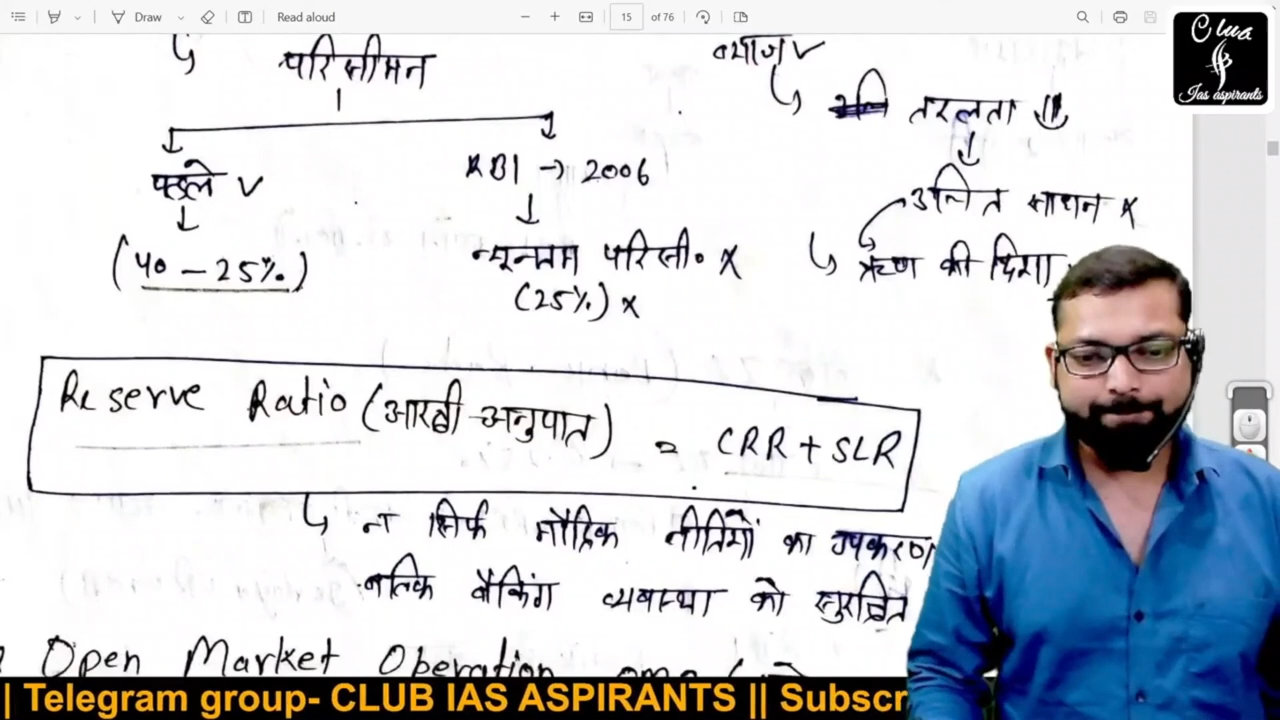 Draw
Read aloud
15 of 76
Club
Ias aspirants
परिसीमन
ब्याज ✓
तरलता ↓↓
पहले ✓
RBI → 2006
उचित साधन x
(40 - 25%)
न्यूनतम परिसी. x
ऋण की दिशा
(25%) x
Reserve Ratio (आरक्षी अनुपात) = CRR + SLR
ना सिर्फ मौद्रिक नीतियों का उपकरण
बल्कि बैंकिंग व्यवस्था को सुरक्षित
Open Market Operation
| Telegram group- CLUB IAS ASPIRANTS || Subscr